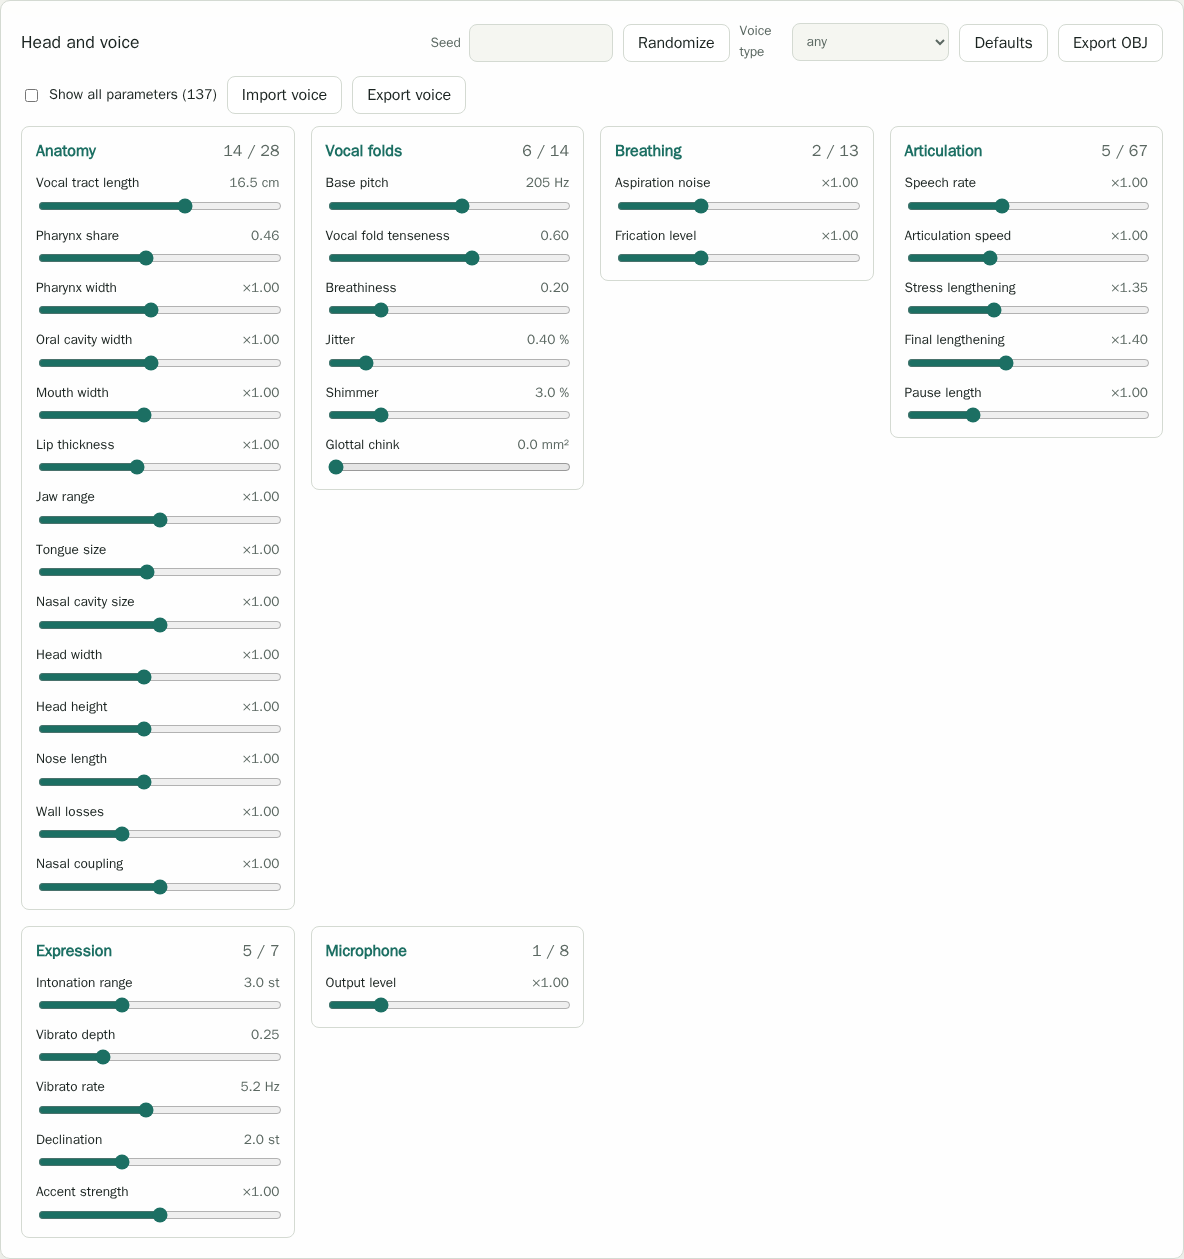 Head and voice
Seed
Randomize
Voice type
any
Defaults
Export OBJ
Show all parameters (137)
Import voice
Export voice
Anatomy 14 / 28
Vocal tract length 16.5 cm
Pharynx share 0.46
Pharynx width ×1.00
Oral cavity width ×1.00
Mouth width ×1.00
Lip thickness ×1.00
Jaw range ×1.00
Tongue size ×1.00
Nasal cavity size ×1.00
Head width ×1.00
Head height ×1.00
Nose length ×1.00
Wall losses ×1.00
Nasal coupling ×1.00
Vocal folds 6 / 14
Base pitch 205 Hz
Vocal fold tenseness 0.60
Breathiness 0.20
Jitter 0.40 %
Shimmer 3.0 %
Glottal chink 0.0 mm²
Breathing 2 / 13
Aspiration noise ×1.00
Frication level ×1.00
Articulation 5 / 67
Speech rate ×1.00
Articulation speed ×1.00
Stress lengthening ×1.35
Final lengthening ×1.40
Pause length ×1.00
Expression 5 / 7
Intonation range 3.0 st
Vibrato depth 0.25
Vibrato rate 5.2 Hz
Declination 2.0 st
Accent strength ×1.00
Microphone 1 / 8
Output level ×1.00